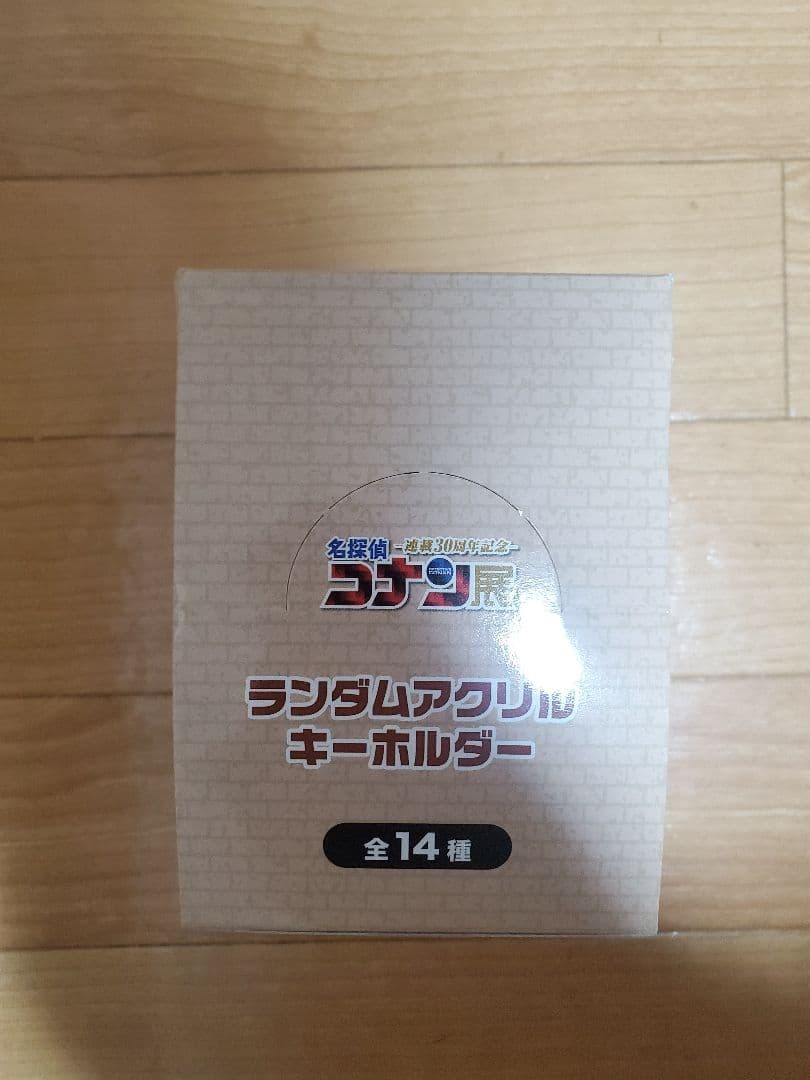 名探偵 -連載30周年記念-
コナン展
ランダムアクリル
キーホルダー
全14種